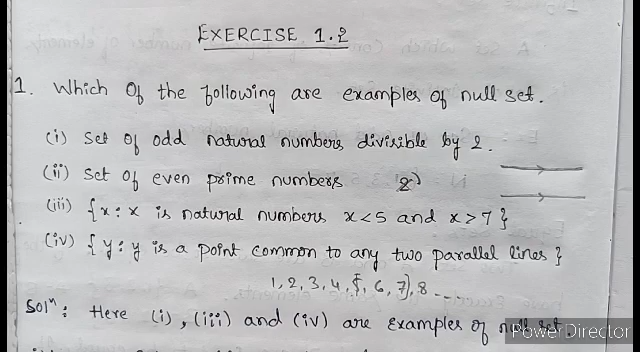 EXERCISE 1.2
1. Which of the following are examples of null set.
(i) Set of odd natural numbers divisible by 2.
(ii) Set of even prime numbers 2)
(iii) {x : x is natural numbers x<5 and x>7}
(iv) {y : y is a point common to any two parallel lines}
1, 2, 3, 4, 5, 6, 7, 8 ...
Solⁿ : Here (i), (iii) and (iv) are examples of null set.
PowerDirector